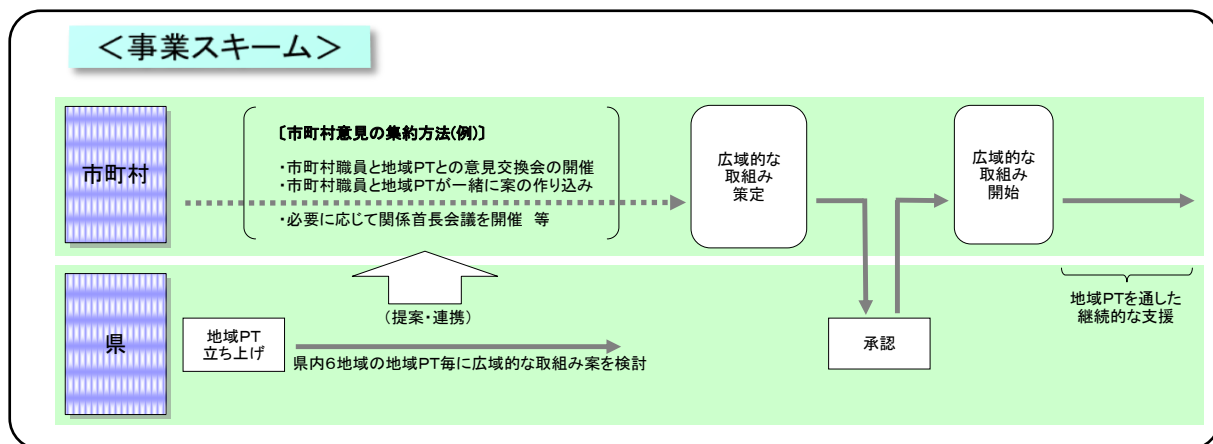 ＜事業スキーム＞
市町村
〔市町村意見の集約方法(例)〕
・市町村職員と地域PTとの意見交換会の開催
・市町村職員と地域PTが一緒に案の作り込み
・必要に応じて関係首長会議を開催　等
広域的な
取組み
策定
広域的な
取組み
開始
県
地域PT
立ち上げ
（提案・連携）
県内６地域の地域PT毎に広域的な取組み案を検討
承認
地域PTを通した
継続的な支援